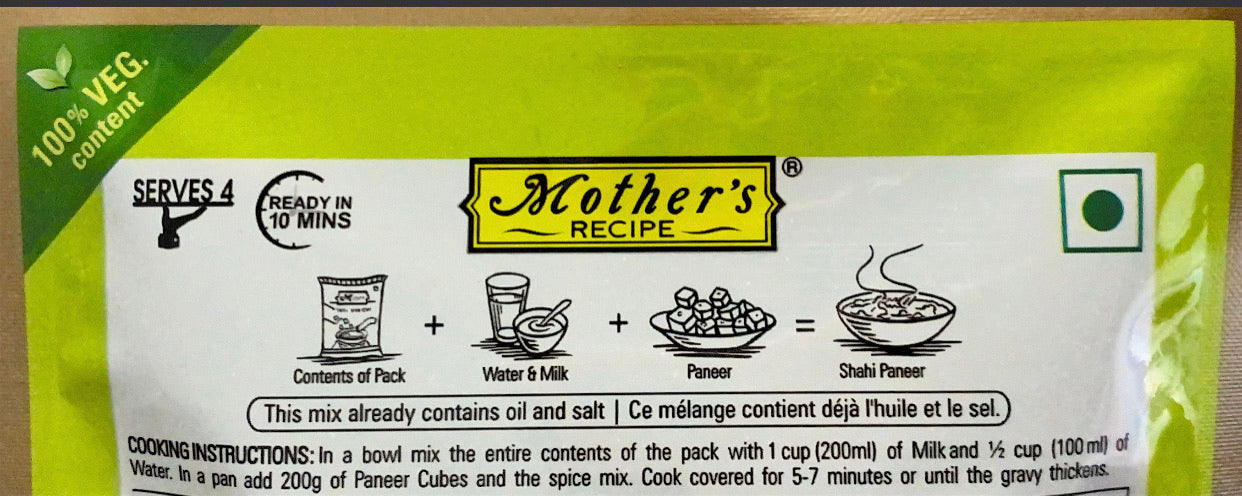 100% VEG.
content
SERVES 4
READY IN
10 MINS
Mother's®
RECIPE
+ + =
Contents of Pack Water & Milk Paneer Shahi Paneer
This mix already contains oil and salt | Ce mélange contient déjà l'huile et le sel.
COOKING INSTRUCTIONS: In a bowl mix the entire contents of the pack with 1 cup (200ml) of Milk and ½ cup (100 ml) of
Water. In a pan add 200g of Paneer Cubes and the spice mix. Cook covered for 5-7 minutes or until the gravy thickens.